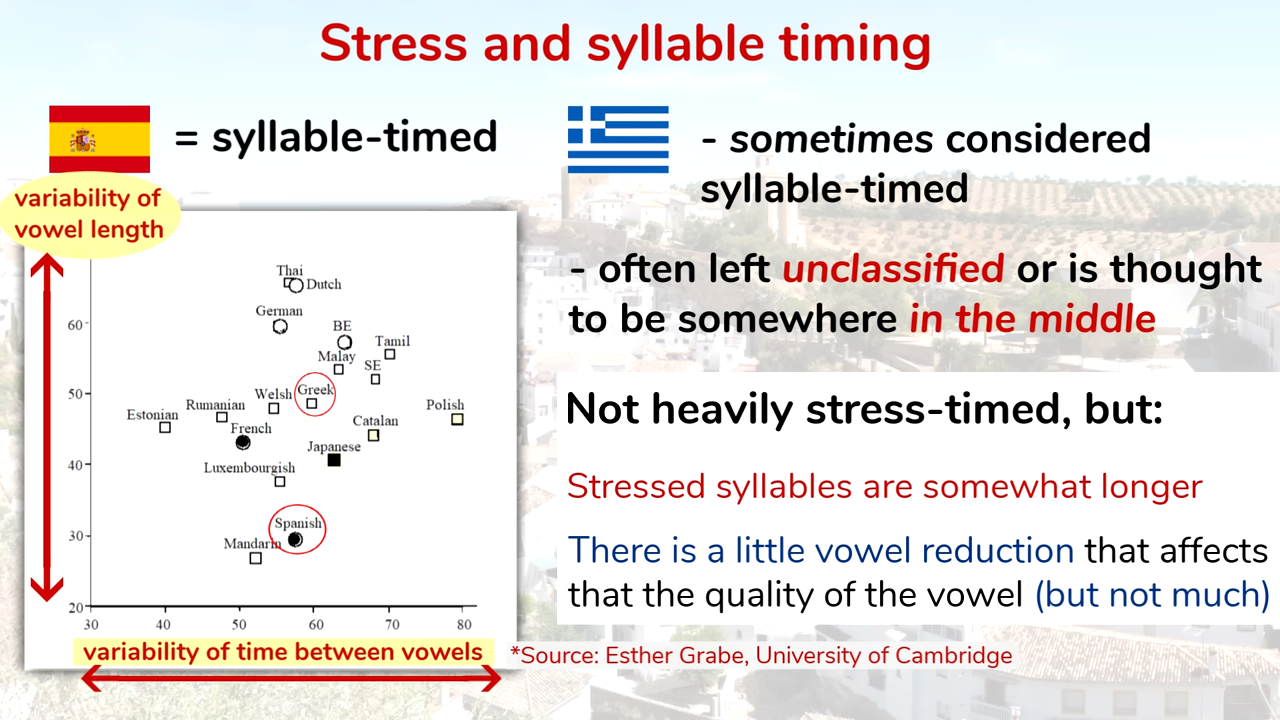 Stress and syllable timing
= syllable-timed
- sometimes considered
syllable-timed
variability of
vowel length
- often left unclassified or is thought
to be somewhere in the middle
Thai
Dutch
German
60
BE
Tamil
Malay
SE
50
Welsh
Greek
Rumanian
Estonian
Polish
French
Catalan
Japanese
40
Luxembourgish
Spanish
30
Mandarin
20
30 40 50 60 70 80
variability of time between vowels
Not heavily stress-timed, but:
Stressed syllables are somewhat longer
There is a little vowel reduction that affects
that the quality of the vowel (but not much)
*Source: Esther Grabe, University of Cambridge